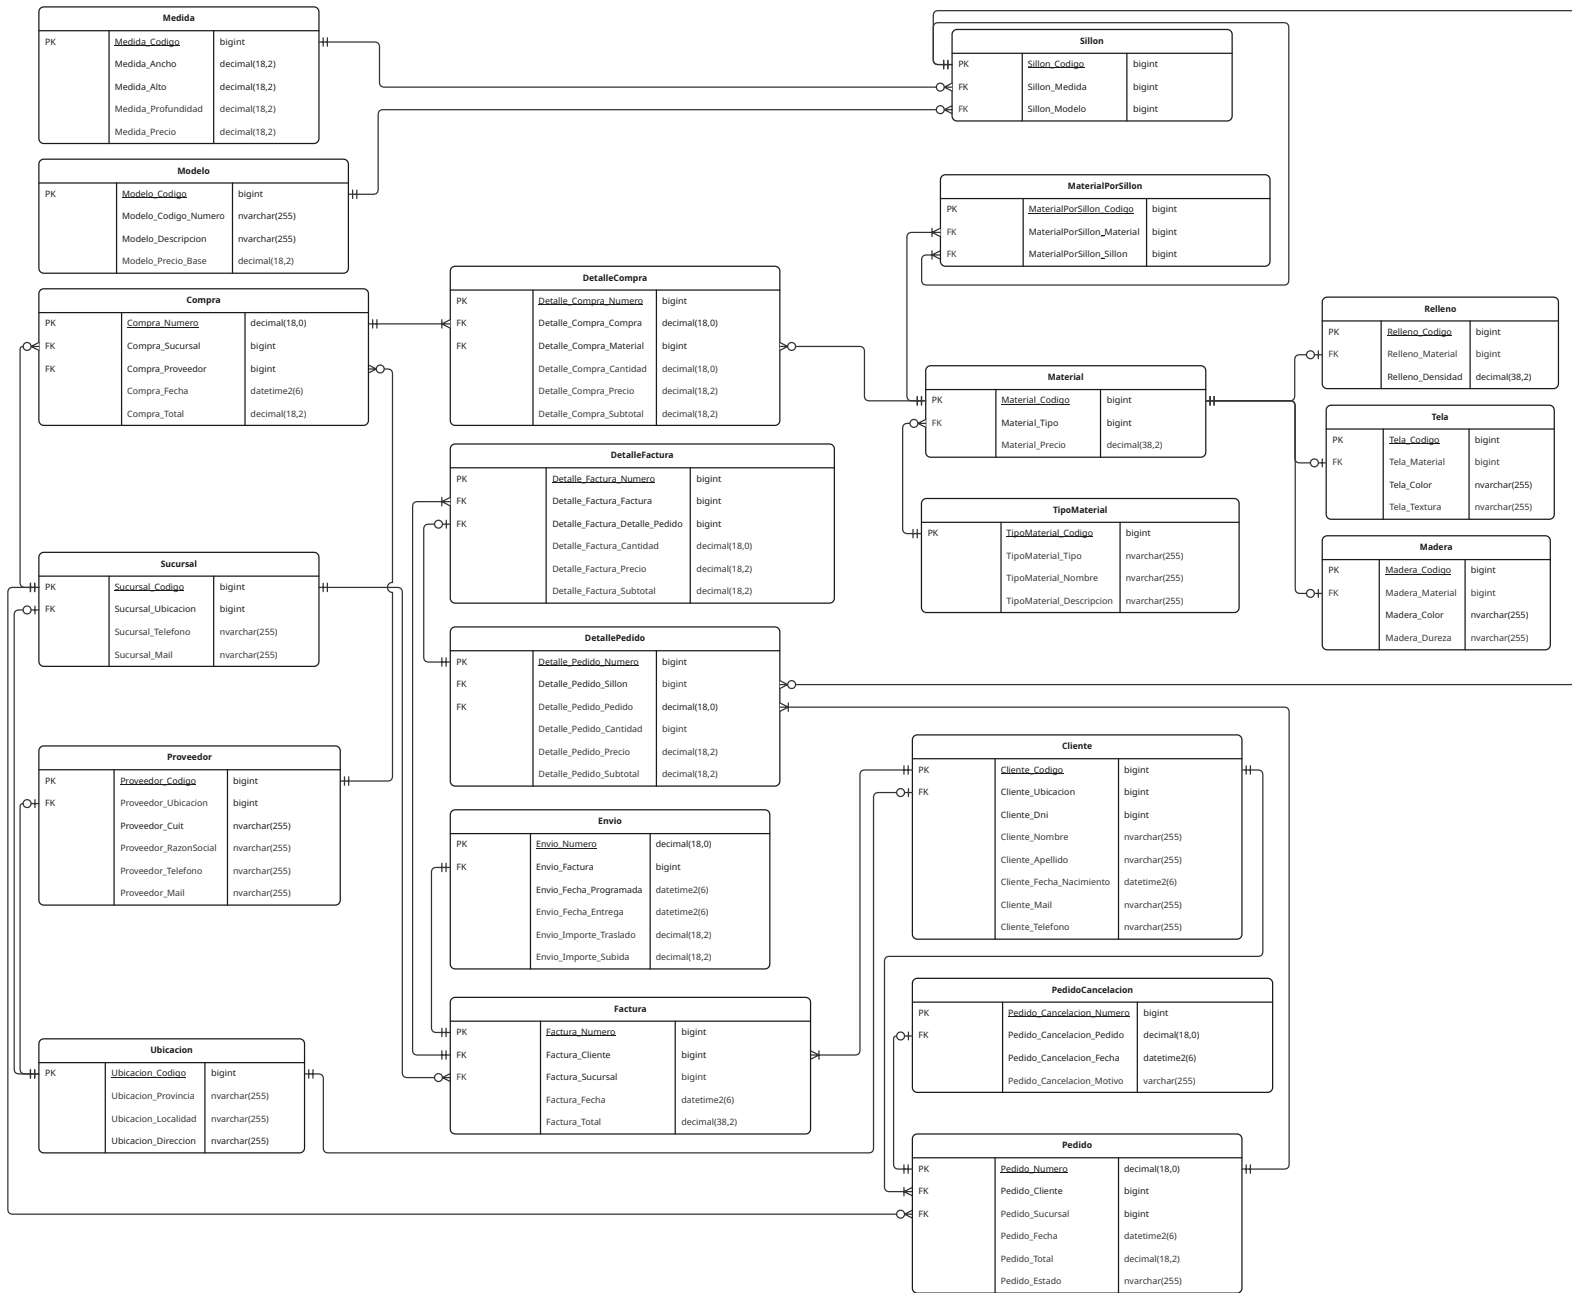 Medida
PK Medida_Codigo bigint
Medida_Ancho decimal(18,2)
Medida_Alto decimal(18,2)
Medida_Profundidad decimal(18,2)
Medida_Precio decimal(18,2)
Sillon
PK Sillon_Codigo bigint
FK Sillon_Medida bigint
FK Sillon_Modelo bigint
Modelo
PK Modelo_Codigo bigint
Modelo_Codigo_Numero nvarchar(255)
Modelo_Descripcion nvarchar(255)
Modelo_Precio_Base decimal(18,2)
MaterialPorSillon
PK MaterialPorSillon_Codigo bigint
FK MaterialPorSillon_Material bigint
FK MaterialPorSillon_Sillon bigint
Compra
PK Compra_Numero decimal(18,0)
FK Compra_Sucursal bigint
FK Compra_Proveedor bigint
Compra_Fecha datetime2(6)
Compra_Total decimal(18,2)
DetalleCompra
PK Detalle_Compra_Numero bigint
FK Detalle_Compra_Compra decimal(18,0)
FK Detalle_Compra_Material bigint
Detalle_Compra_Cantidad decimal(18,0)
Detalle_Compra_Precio decimal(18,2)
Detalle_Compra_Subtotal decimal(18,2)
Relleno
PK Relleno_Codigo bigint
FK Relleno_Material bigint
Relleno_Densidad decimal(38,2)
Material
PK Material_Codigo bigint
FK Material_Tipo bigint
Material_Precio decimal(38,2)
Tela
PK Tela_Codigo bigint
FK Tela_Material bigint
Tela_Color nvarchar(255)
Tela_Textura nvarchar(255)
DetalleFactura
PK Detalle_Factura_Numero bigint
FK Detalle_Factura_Factura bigint
FK Detalle_Factura_Detalle_Pedido bigint
Detalle_Factura_Cantidad decimal(18,0)
Detalle_Factura_Precio decimal(18,2)
Detalle_Factura_Subtotal decimal(18,2)
TipoMaterial
PK TipoMaterial_Codigo bigint
TipoMaterial_Tipo nvarchar(255)
TipoMaterial_Nombre nvarchar(255)
TipoMaterial_Descripcion nvarchar(255)
Madera
PK Madera_Codigo bigint
FK Madera_Material bigint
Madera_Color nvarchar(255)
Madera_Dureza nvarchar(255)
Sucursal
PK Sucursal_Codigo bigint
FK Sucursal_Ubicacion bigint
Sucursal_Telefono nvarchar(255)
Sucursal_Mail nvarchar(255)
DetallePedido
PK Detalle_Pedido_Numero bigint
FK Detalle_Pedido_Sillon bigint
FK Detalle_Pedido_Pedido decimal(18,0)
Detalle_Pedido_Cantidad bigint
Detalle_Pedido_Precio decimal(18,2)
Detalle_Pedido_Subtotal decimal(18,2)
Proveedor
PK Proveedor_Codigo bigint
FK Proveedor_Ubicacion bigint
Proveedor_Cuit nvarchar(255)
Proveedor_RazonSocial nvarchar(255)
Proveedor_Telefono nvarchar(255)
Proveedor_Mail nvarchar(255)
Cliente
PK Cliente_Codigo bigint
FK Cliente_Ubicacion bigint
Cliente_Dni bigint
Cliente_Nombre nvarchar(255)
Cliente_Apellido nvarchar(255)
Cliente_Fecha_Nacimiento datetime2(6)
Cliente_Mail nvarchar(255)
Cliente_Telefono nvarchar(255)
Envio
PK Envio_Numero decimal(18,0)
FK Envio_Factura bigint
Envio_Fecha_Programada datetime2(6)
Envio_Fecha_Entrega datetime2(6)
Envio_Importe_Traslado decimal(18,2)
Envio_Importe_Subida decimal(18,2)
PedidoCancelacion
PK Pedido_Cancelacion_Numero bigint
FK Pedido_Cancelacion_Pedido decimal(18,0)
Pedido_Cancelacion_Fecha datetime2(6)
Pedido_Cancelacion_Motivo varchar(255)
Factura
PK Factura_Numero bigint
FK Factura_Cliente bigint
FK Factura_Sucursal bigint
Factura_Fecha datetime2(6)
Factura_Total decimal(38,2)
Ubicacion
PK Ubicacion_Codigo bigint
Ubicacion_Provincia nvarchar(255)
Ubicacion_Localidad nvarchar(255)
Ubicacion_Direccion nvarchar(255)
Pedido
PK Pedido_Numero decimal(18,0)
FK Pedido_Cliente bigint
FK Pedido_Sucursal bigint
Pedido_Fecha datetime2(6)
Pedido_Total decimal(18,2)
Pedido_Estado nvarchar(255)